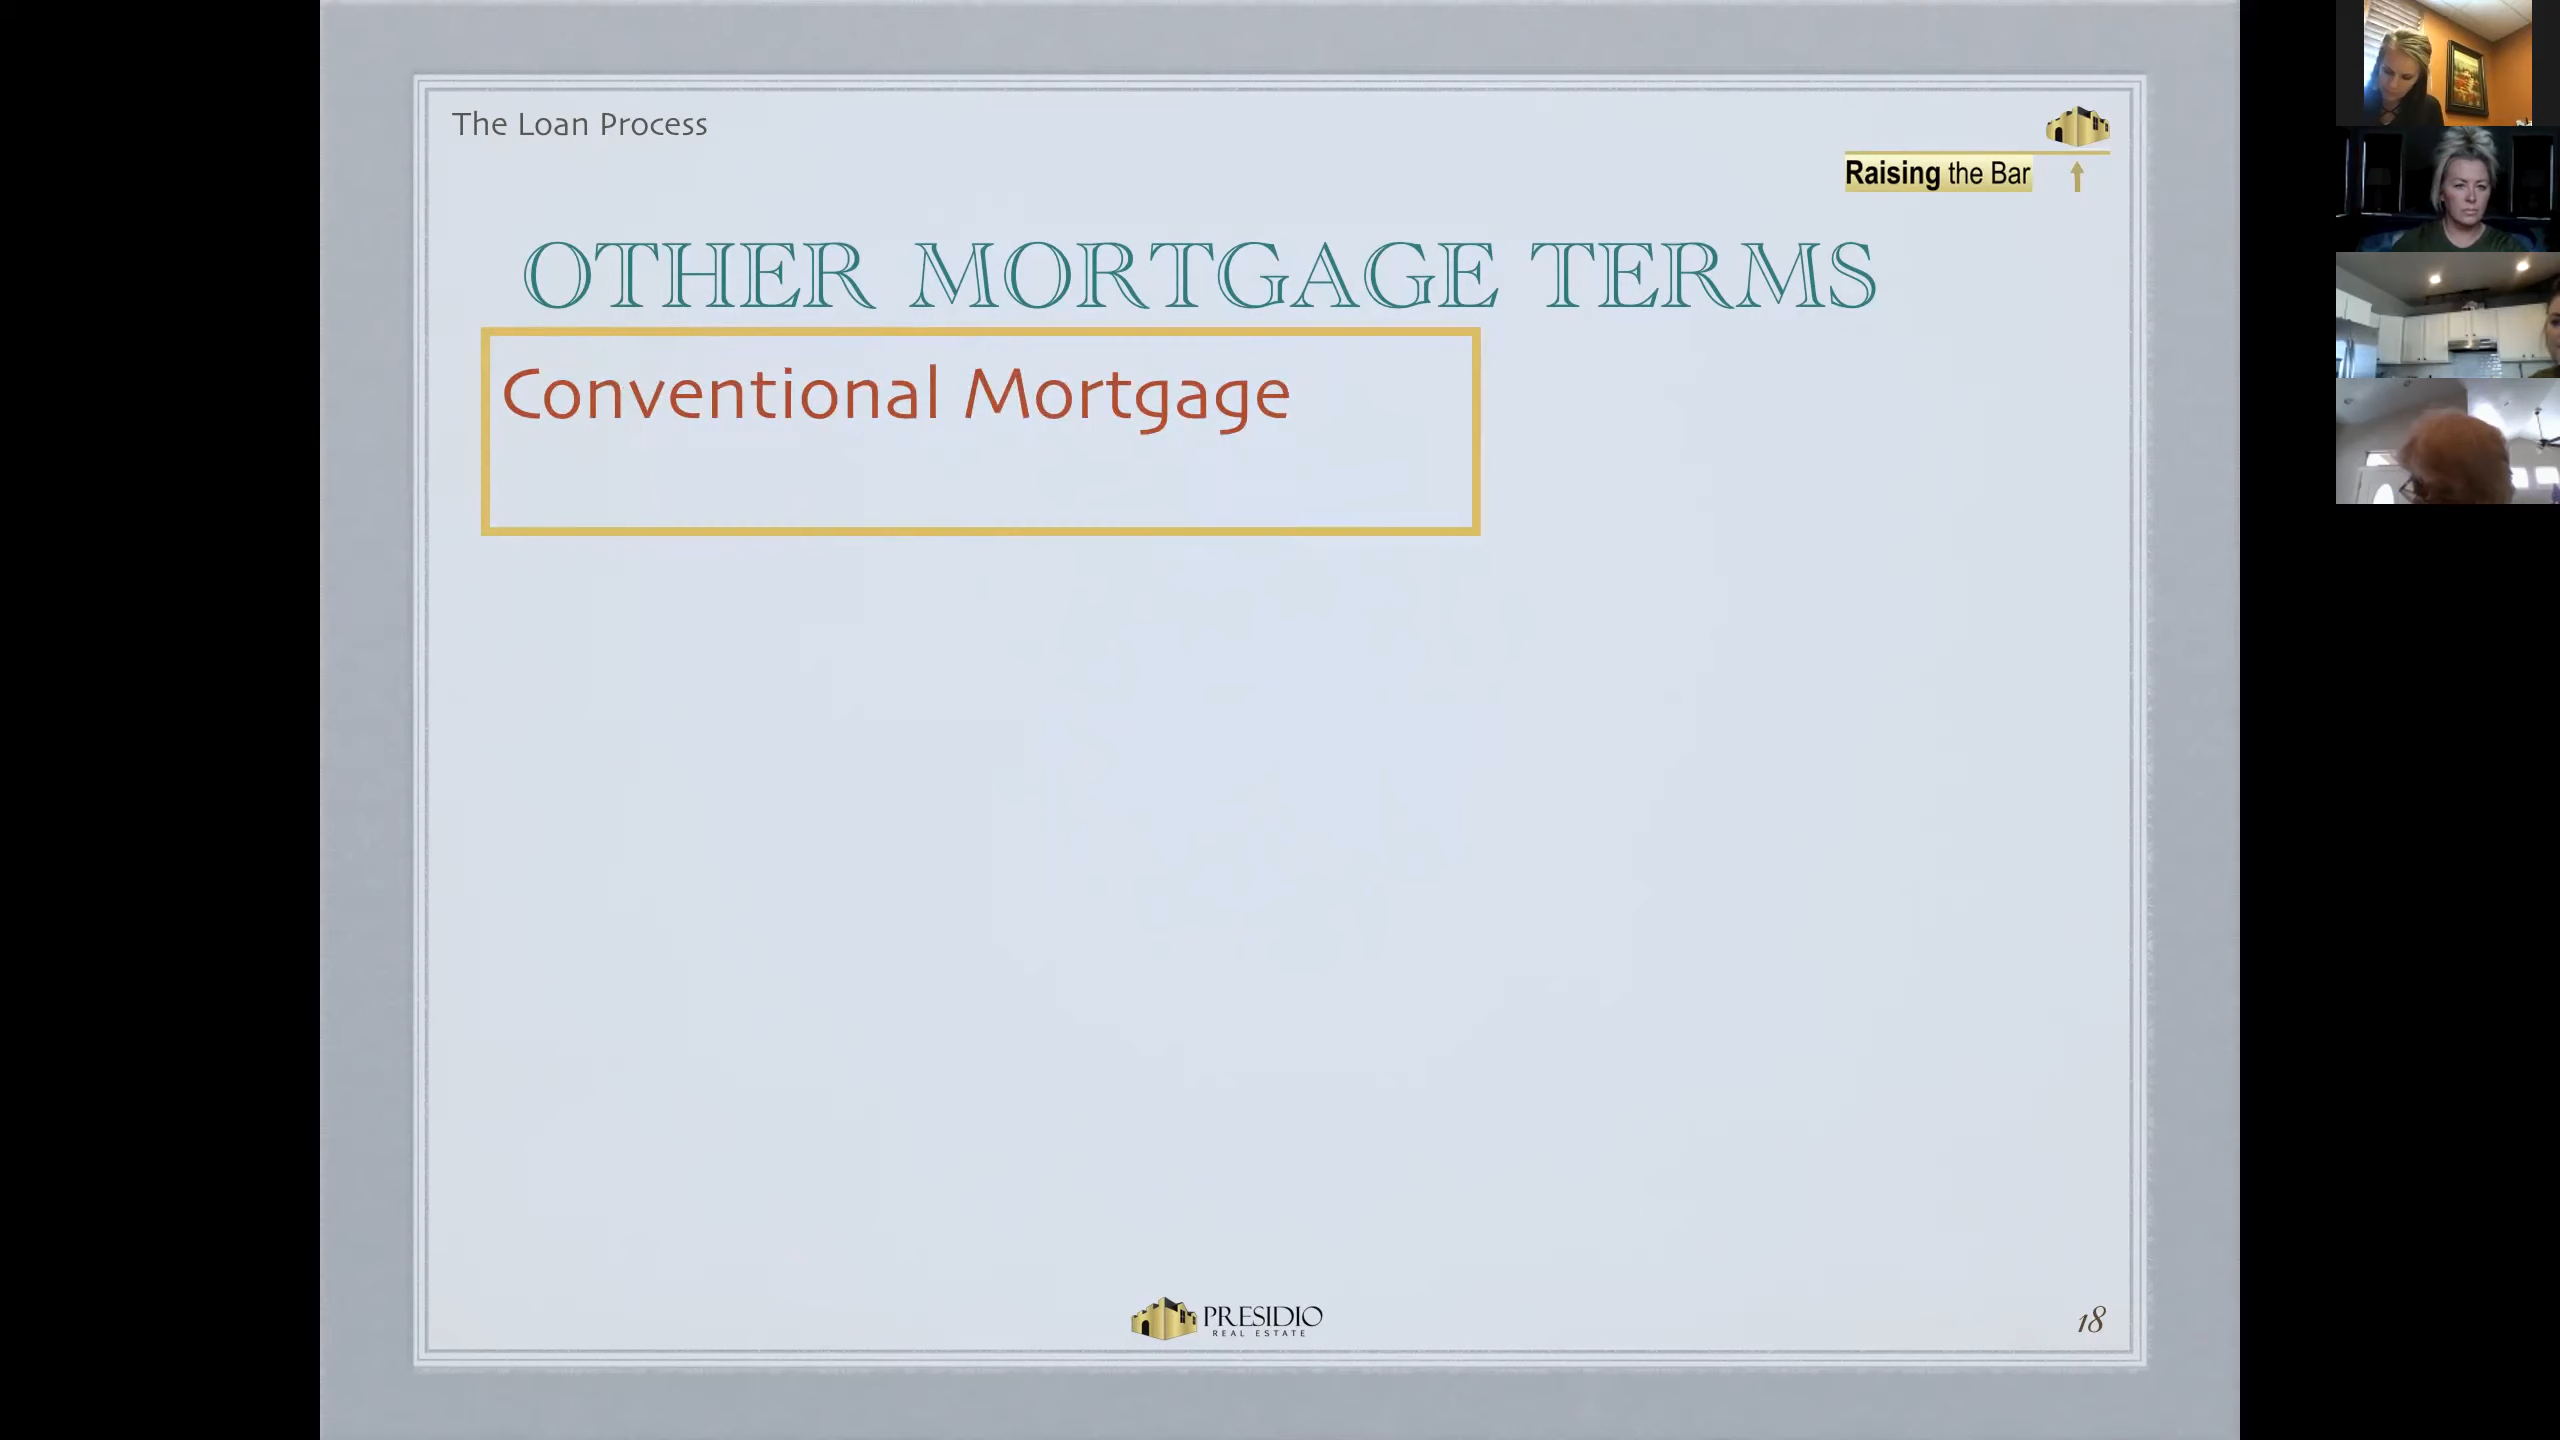 The Loan Process
Raising the Bar
OTHER MORTGAGE TERMS
Conventional Mortgage
PRESIDIO
REAL ESTATE
18